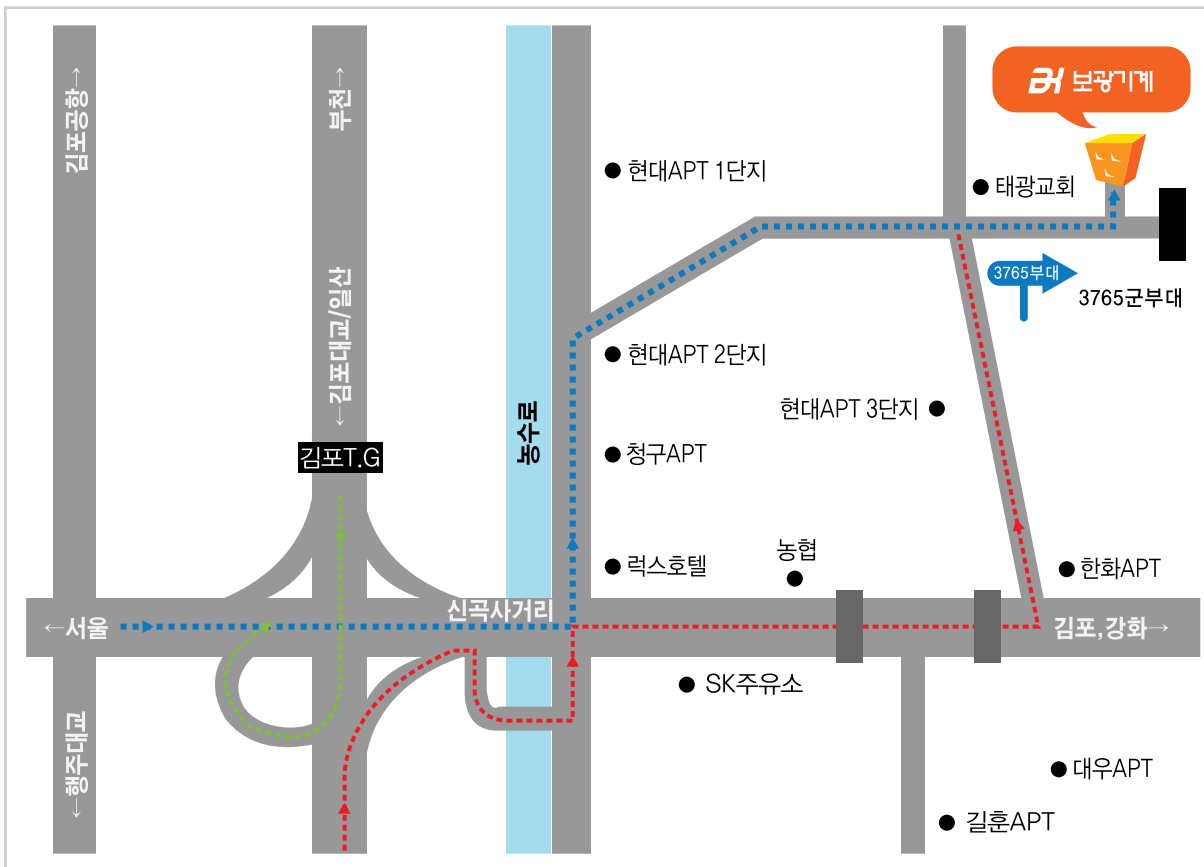 BK 보광기계
김포공항→
부천→
현대APT 1단지
태광교회
3765부대
3765군부대
←김포대교/일산
현대APT 2단지
현대APT 3단지
농수로
김포T.G
청구APT
럭스호텔
농협
한화APT
신곡사거리
←서울
김포,강화→
SK주유소
←행주대교
대우APT
길훈APT